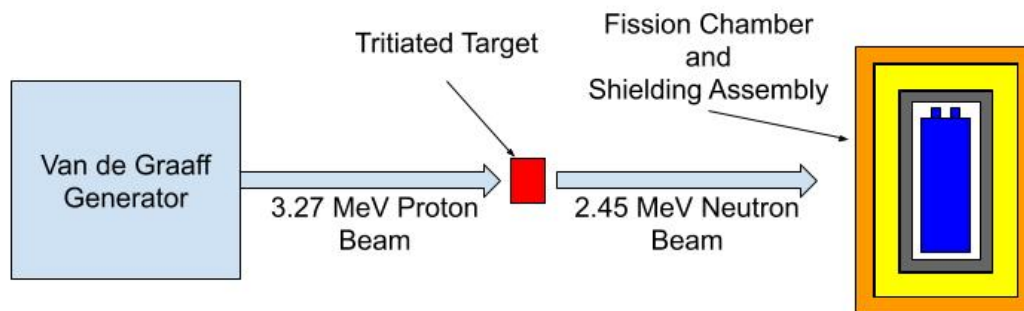 Tritiated Target
Fission Chamber
and
Shielding Assembly
Van de Graaff
Generator
3.27 MeV Proton
Beam
2.45 MeV Neutron
Beam